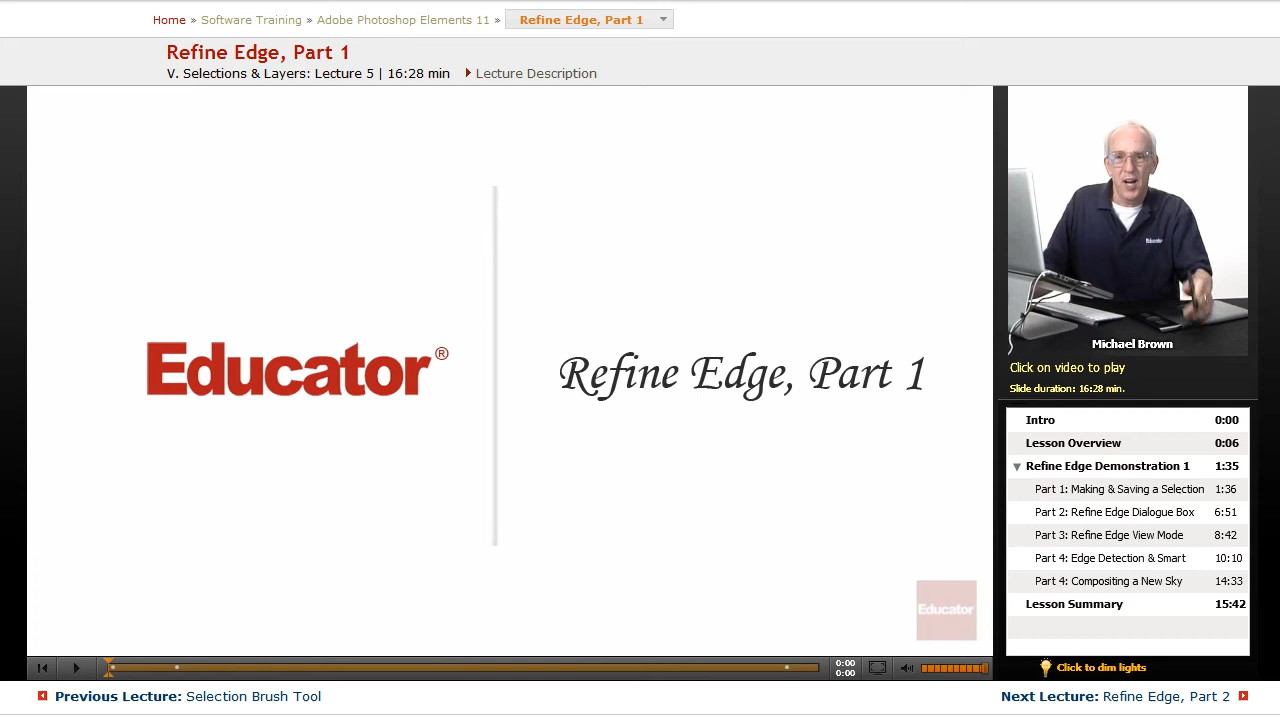 Home » Software Training » Adobe Photoshop Elements 11 » Refine Edge, Part 1
Refine Edge, Part 1
V. Selections & Layers: Lecture 5 | 16:28 min Lecture Description
Educator®
Refine Edge, Part 1
Educator
Educator
Michael Brown
Click on video to play
Slide duration: 16:28 min.
Intro 0:00
Lesson Overview 0:06
Refine Edge Demonstration 1 1:35
Part 1: Making & Saving a Selection 1:36
Part 2: Refine Edge Dialogue Box 6:51
Part 3: Refine Edge View Mode 8:42
Part 4: Edge Detection & Smart 10:10
Part 4: Compositing a New Sky 14:33
Lesson Summary 15:42
0:00
0:00
Click to dim lights
Previous Lecture: Selection Brush Tool
Next Lecture: Refine Edge, Part 2